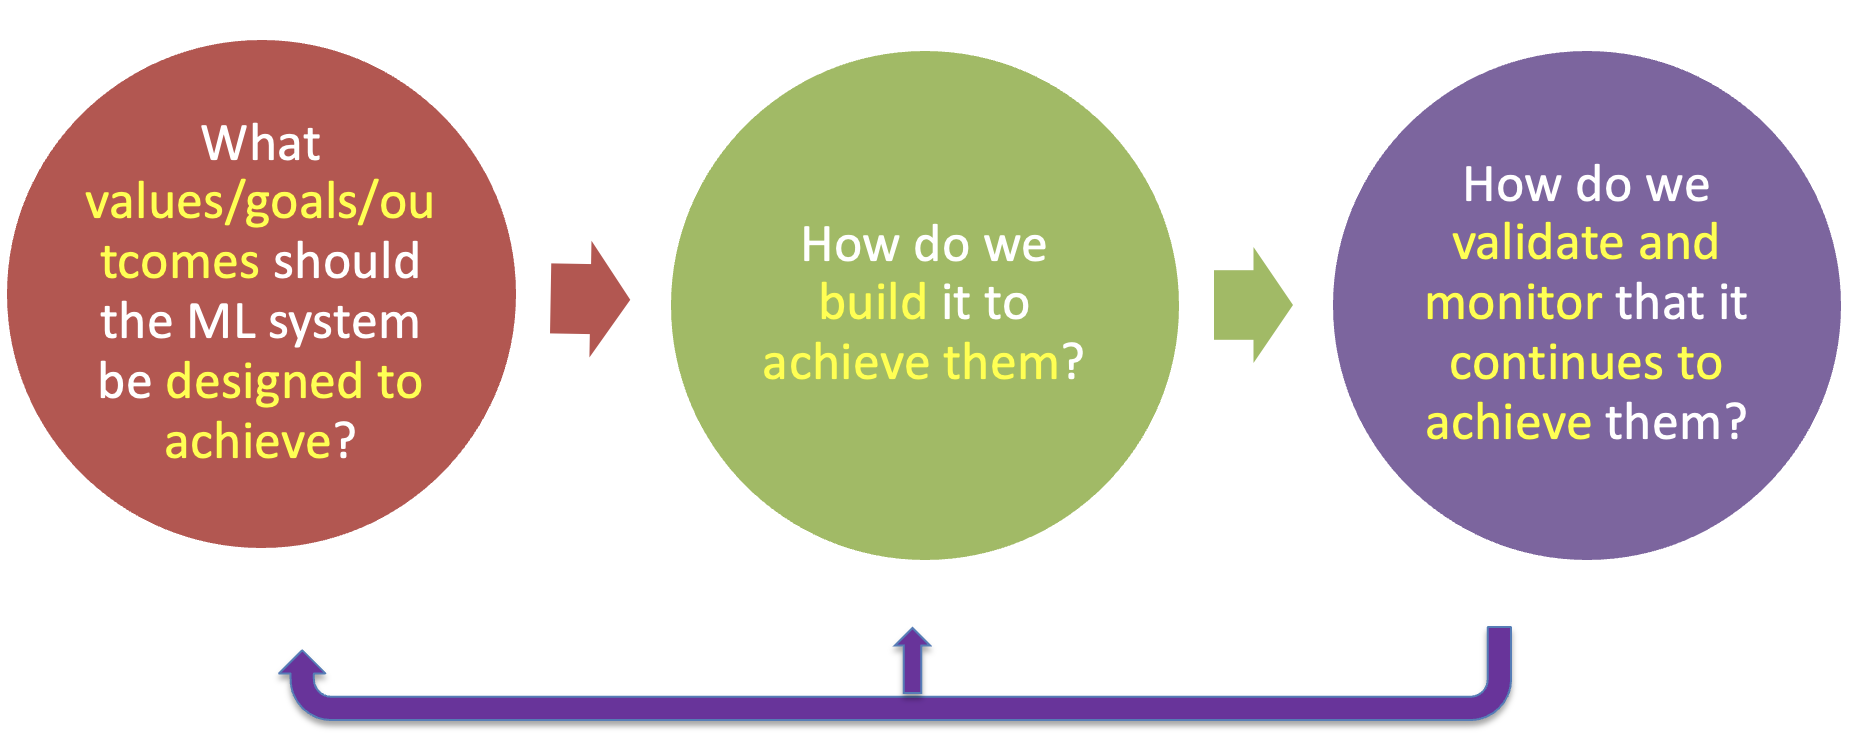 What
values/goals/ou
tcomes should
the ML system
be designed to
achieve?
How do we
build it to
achieve them?
How do we
validate and
monitor that it
continues to
achieve them?